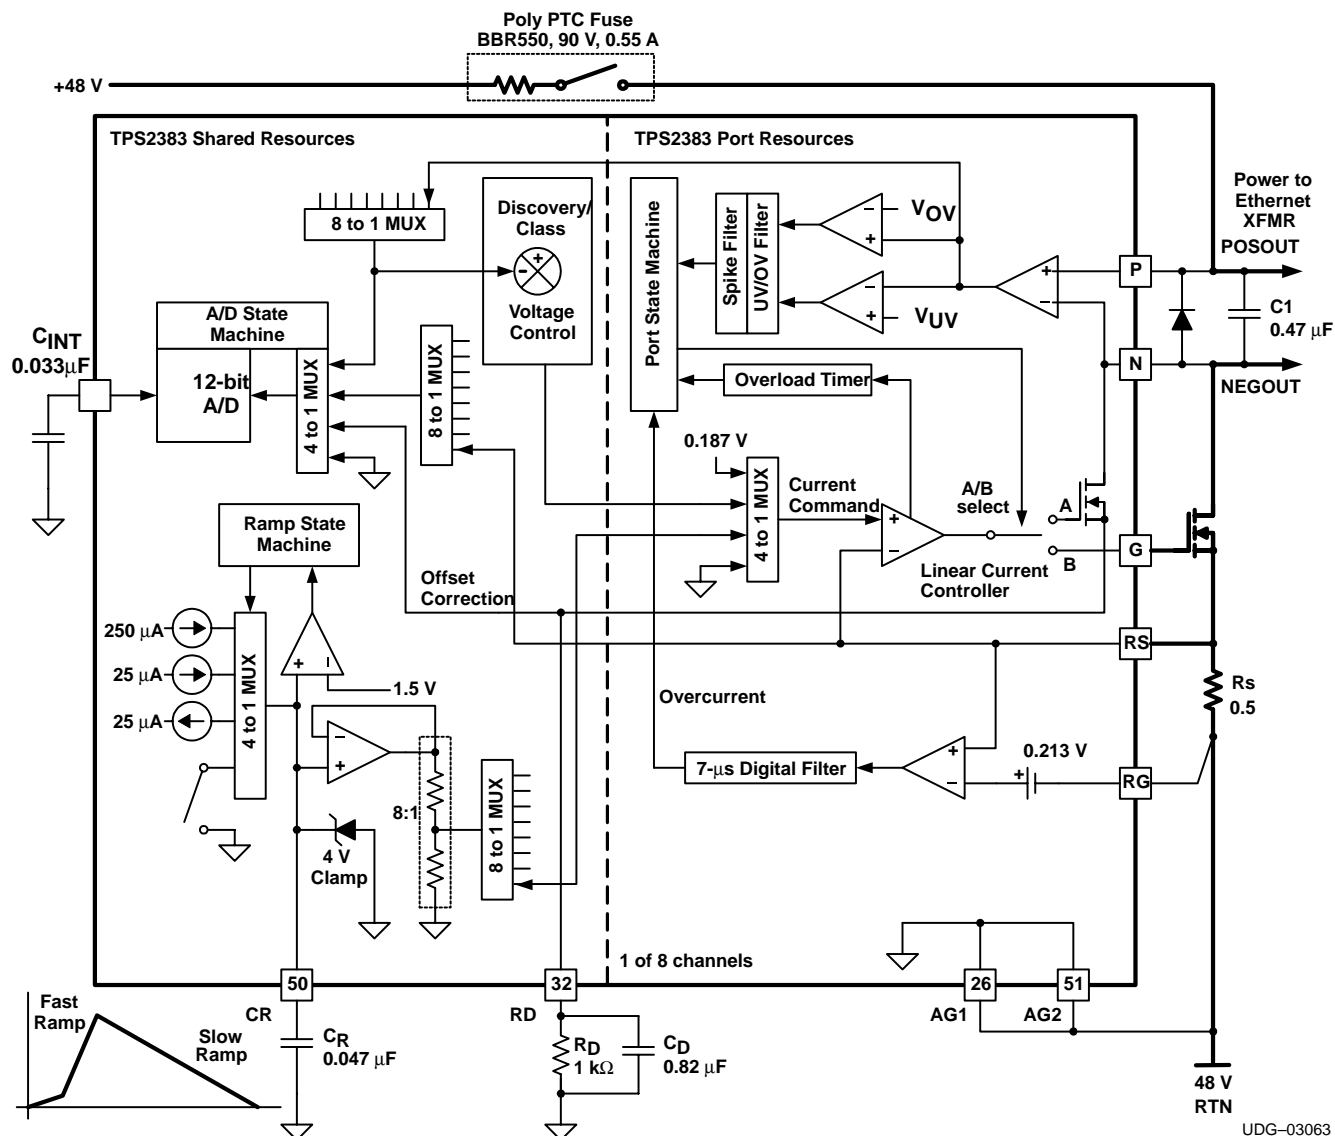 Poly PTC Fuse
BBR550, 90 V, 0.55 A
+48 V
TPS2383 Shared Resources
TPS2383 Port Resources
8 to 1 MUX
Discovery/
Class
+
−
Voltage
Control
Port State Machine
Spike Filter
UV/OV Filter
−
+
VOV
−
+
VUV
+
−
P
N
Power to
Ethernet
XFMR
POSOUT
C1
0.47 μF
NEGOUT
CINT
0.033μF
A/D State
Machine
12-bit
A/D
4 to 1 MUX
8 to 1 MUX
Overload Timer
0.187 V
4 to 1 MUX
Current
Command
+
−
A/B
select
A
B
G
Linear Current
Controller
Ramp State
Machine
Offset
Correction
250 μA
25 μA
25 μA
4 to 1 MUX
+
−
1.5 V
−
+
8:1
4 V
Clamp
8 to 1 MUX
RS
Rs
0.5
Overcurrent
7-μs Digital Filter
+
−
+
0.213 V
RG
1 of 8 channels
50
32
26
51
CR
RD
AG1
AG2
Fast
Ramp
Slow
Ramp
CR
0.047 μF
RD
1 kΩ
CD
0.82 μF
48 V
RTN
UDG–03063